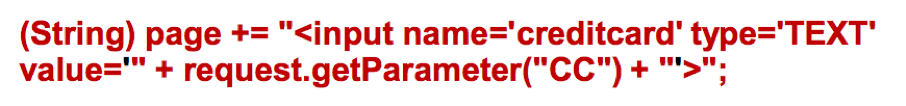 (String) page += "<input name='creditcard' type='TEXT'
value='" + request.getParameter("CC") + "'>";